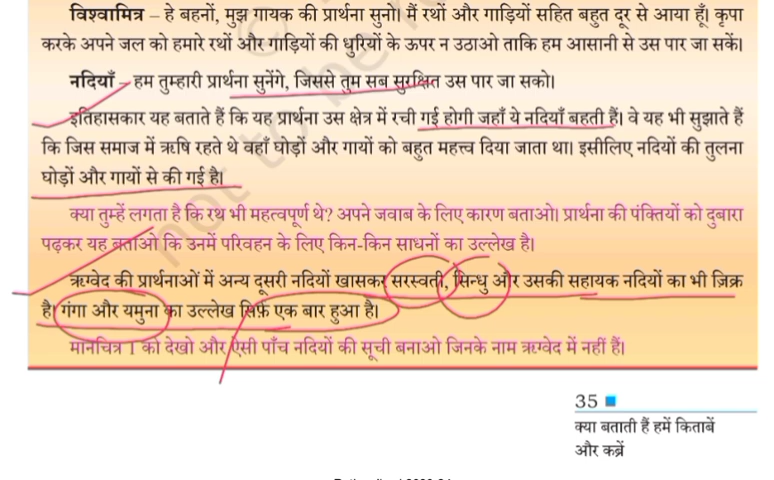 विश्वामित्र – हे बहनों, मुझ गायक की प्रार्थना सुनो। मैं रथों और गाड़ियों सहित बहुत दूर से आया हूँ। कृपा
करके अपने जल को हमारे रथों और गाड़ियों की धुरियों के ऊपर न उठाओ ताकि हम आसानी से उस पार जा सकें।
नदियाँ – हम तुम्हारी प्रार्थना सुनेंगे, जिससे तुम सब सुरक्षित उस पार जा सको।
इतिहासकार यह बताते हैं कि यह प्रार्थना उस क्षेत्र में रची गई होगी जहाँ ये नदियाँ बहती हैं। वे यह भी सुझाते हैं
कि जिस समाज में ऋषि रहते थे वहाँ घोड़ों और गायों को बहुत महत्त्व दिया जाता था। इसीलिए नदियों की तुलना
घोड़ों और गायों से की गई है।
क्या तुम्हें लगता है कि रथ भी महत्वपूर्ण थे? अपने जवाब के लिए कारण बताओ। प्रार्थना की पंक्तियों को दुबारा
पढ़कर यह बताओ कि उनमें परिवहन के लिए किन-किन साधनों का उल्लेख है।
ऋग्वेद की प्रार्थनाओं में अन्य दूसरी नदियों खासकर सरस्वती, सिन्धु और उसकी सहायक नदियों का भी ज़िक्र
है। गंगा और यमुना का उल्लेख सिर्फ़ एक बार हुआ है।
मानचित्र 1 को देखो और ऐसी पाँच नदियों की सूची बनाओ जिनके नाम ऋग्वेद में नहीं हैं।
35
क्या बताती हैं हमें किताबें
और कब्रें